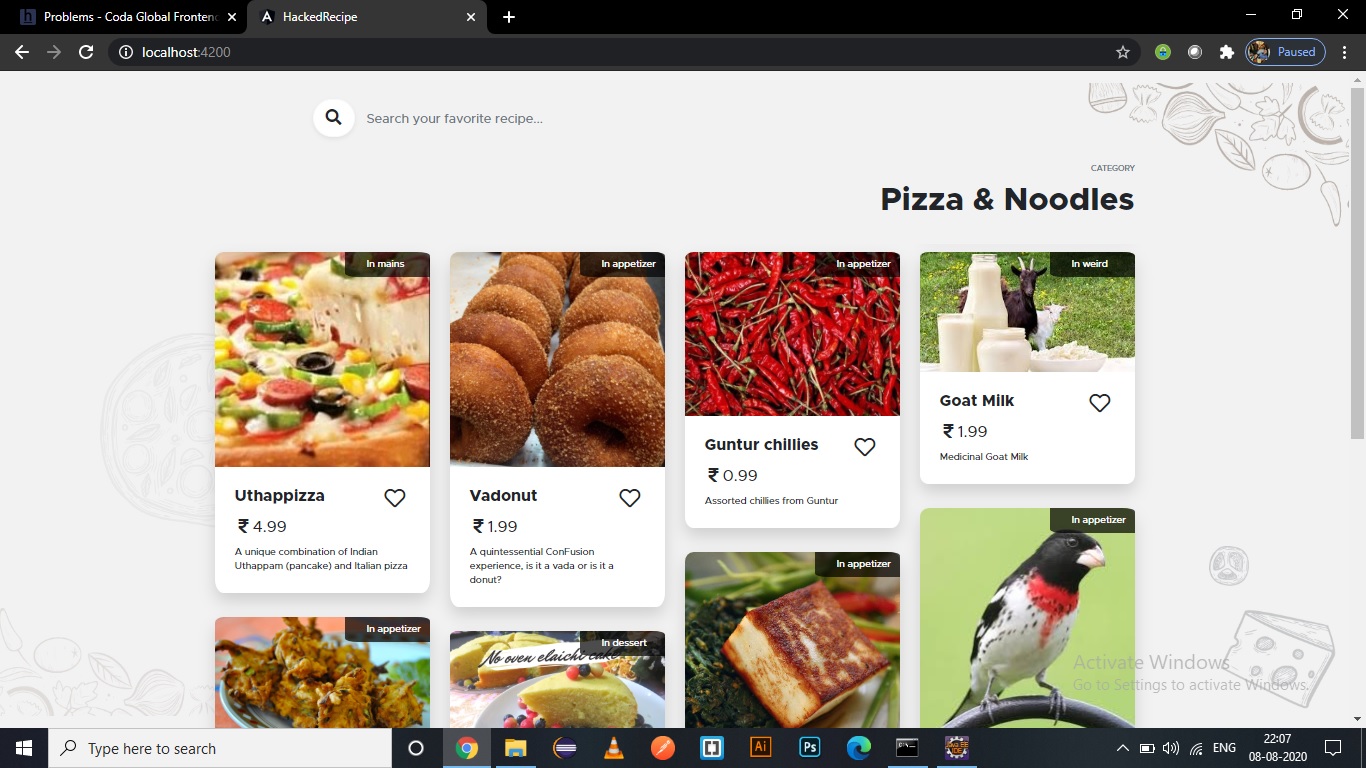 Problems - Coda Global Fronten
HackedRecipe
localhost:4200
Paused
Search your favorite recipe...
CATEGORY
Pizza & Noodles
In mains
In appetizer
In appetizer
In weird
Uthappizza
4.99
A unique combination of Indian
Uthappam (pancake) and Italian pizza
Vadonut
₹ 1.99
A quintessential ConFusion
experience, is it a vada or is it a
donut?
Guntur chillies
₹ 0.99
Assorted chillies from Guntur
Goat Milk
₹ 1.99
Medicinal Goat Milk
In appetizer
In dessert
No oven elaichi cake
In appetizer
In appetizer
Activate Windows
Go to Settings to activate Windows.
Type here to search
Ai
Ps
ENG
22:07
08-08-2020